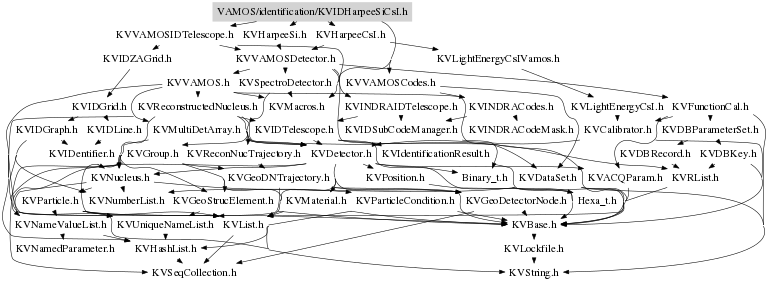 VAMOS/identification/KVIDHarpeeSiCsI.h
KVVAMOSIDTelescope.h KVHarpeeSi.h KVHarpeeCsI.h
KVIDZAGrid.h KVVAMOSDetector.h KVLightEnergyCsIVamos.h
KVVAMOS.h KVSpectroDetector.h KVVAMOSCodes.h
KVIDGrid.h KVReconstructedNucleus.h KVMacros.h KVINDRAIDTelescope.h KVINDRACodes.h KVLightEnergyCsI.h KVFunctionCal.h
KVIDGraph.h KVIDLine.h KVMultiDetArray.h KVIDTelescope.h KVIDSubCodeManager.h KVINDRACodeMask.h KVCalibrator.h KVDBParameterSet.h
KVIDentifier.h KVGroup.h KVReconNucTrajectory.h KVDetector.h KVIdentificationResult.h KVDBRecord.h KVDBKey.h
KVNucleus.h KVGeoDNTrajectory.h KVPosition.h Binary_t.h KVDataSet.h KVACQParam.h KVRList.h
KVParticle.h KVNumberList.h KVGeoStrucElement.h KVMaterial.h KVParticleCondition.h KVGeoDetectorNode.h Hexa_t.h
KVNameValueList.h KVUniqueNameList.h KVList.h KVBase.h
KVNamedParameter.h KVHashList.h KVLockfile.h
KVSeqCollection.h KVString.h